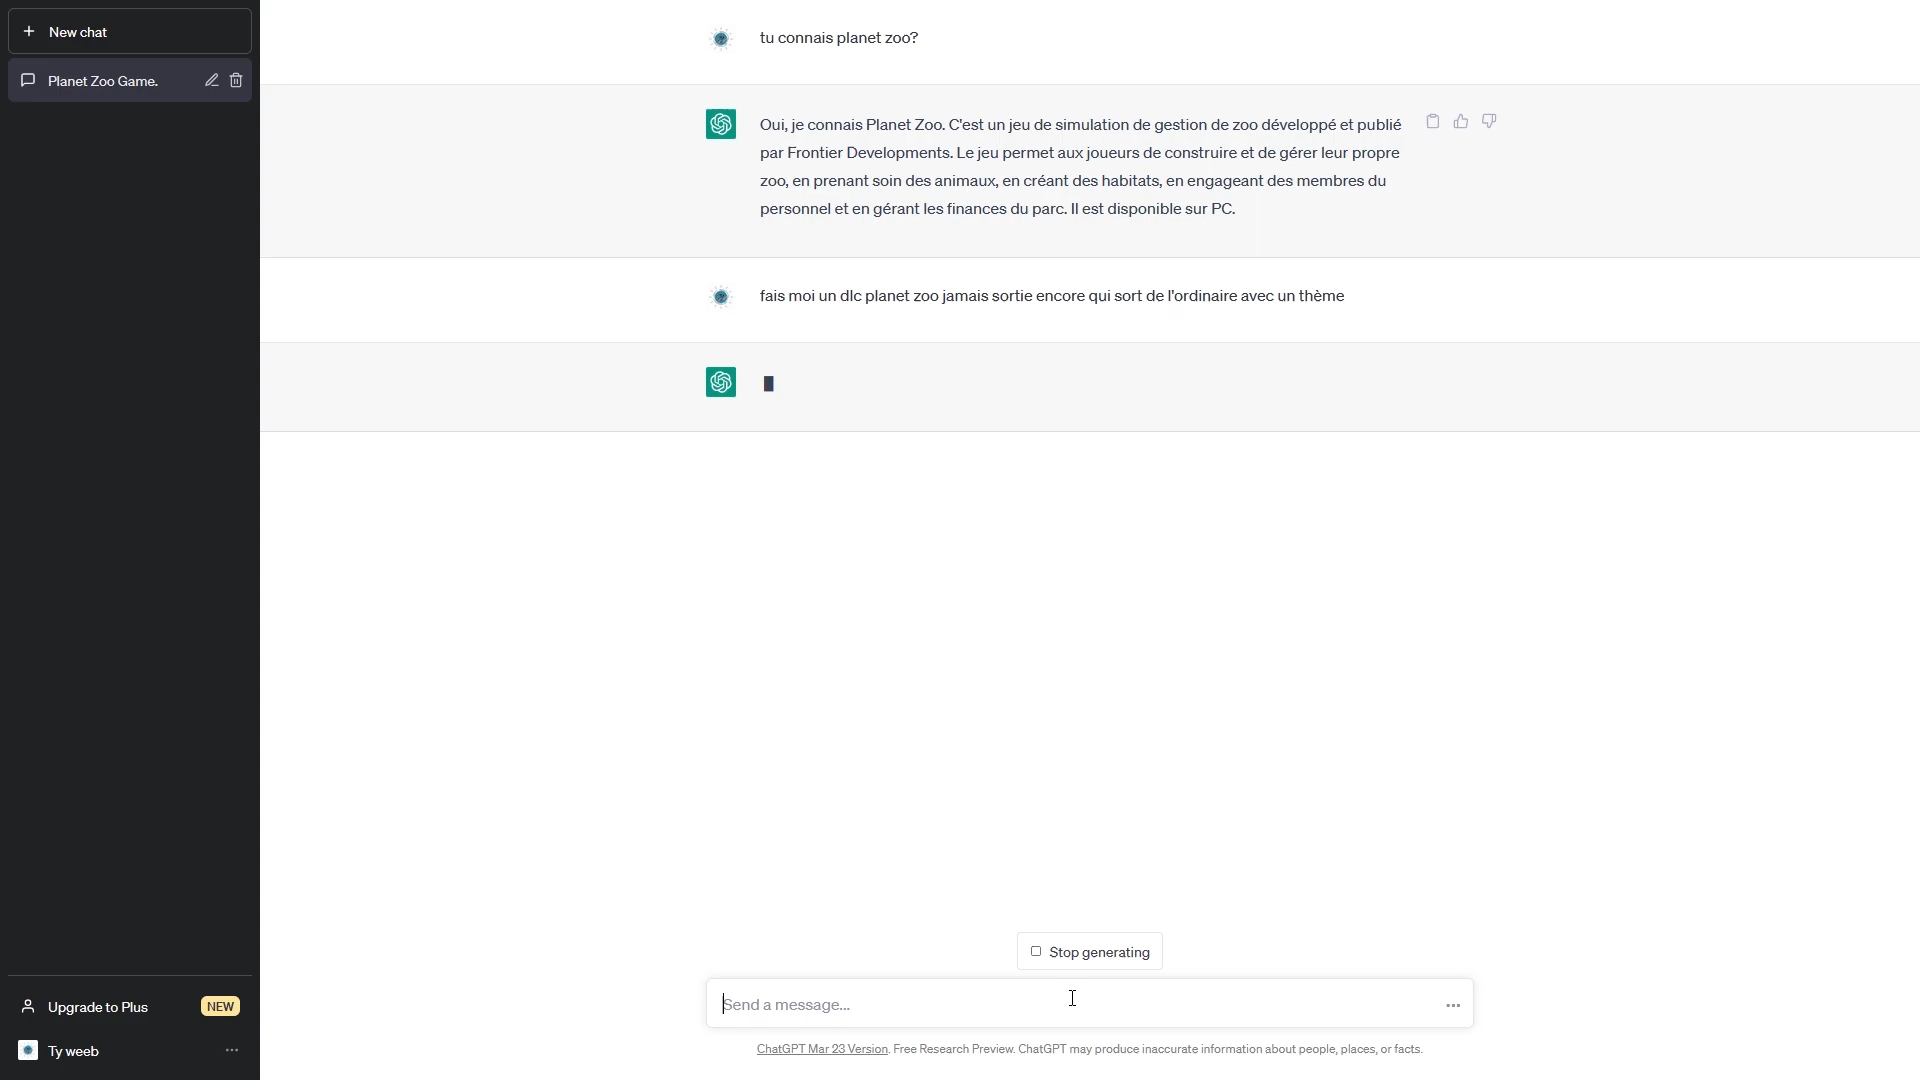 New chat
Planet Zoo Game.
tu connais planet zoo?
Oui, je connais Planet Zoo. C'est un jeu de simulation de gestion de zoo développé et publié
par Frontier Developments. Le jeu permet aux joueurs de construire et de gérer leur propre
zoo, en prenant soin des animaux, en créant des habitats, en engageant des membres du
personnel et en gérant les finances du parc. Il est disponible sur PC.
fais moi un dlc planet zoo jamais sortie encore qui sort de l'ordinaire avec un thème
Stop generating
Send a message...
ChatGPT Mar 23 Version. Free Research Preview. ChatGPT may produce inaccurate information about people, places, or facts.
Upgrade to Plus NEW
Ty weeb